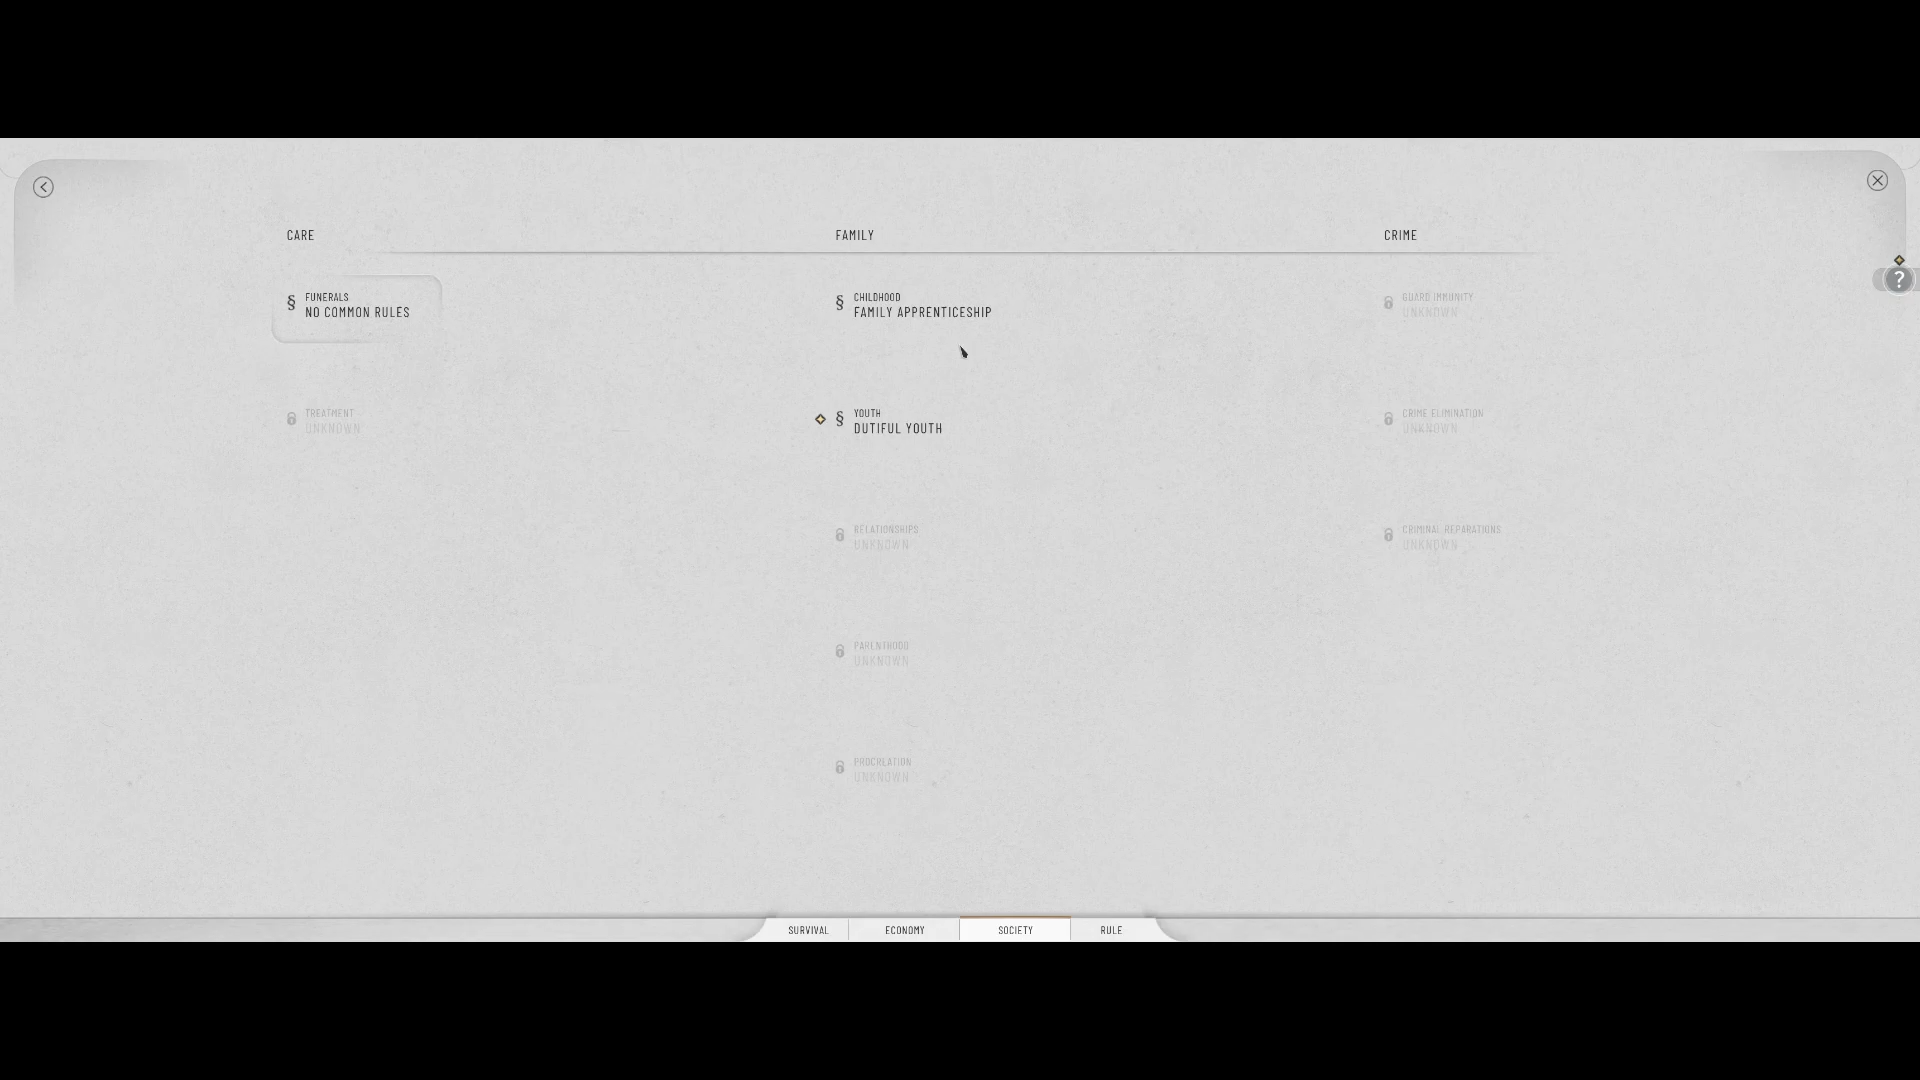 CARE
FAMILY
CRIME
§ FUNERALS
NO COMMON RULES
§ CHILDHOOD
FAMILY APPRENTICESHIP
GUARD IMMUNITY
UNKNOWN
TREATMENT
UNKNOWN
§ YOUTH
DUTIFUL YOUTH
CRIME ELIMINATION
UNKNOWN
RELATIONSHIPS
UNKNOWN
CRIMINAL REPARATIONS
UNKNOWN
PARENTHOOD
UNKNOWN
PROCREATION
UNKNOWN
SURVIVAL
ECONOMY
SOCIETY
RULE
?